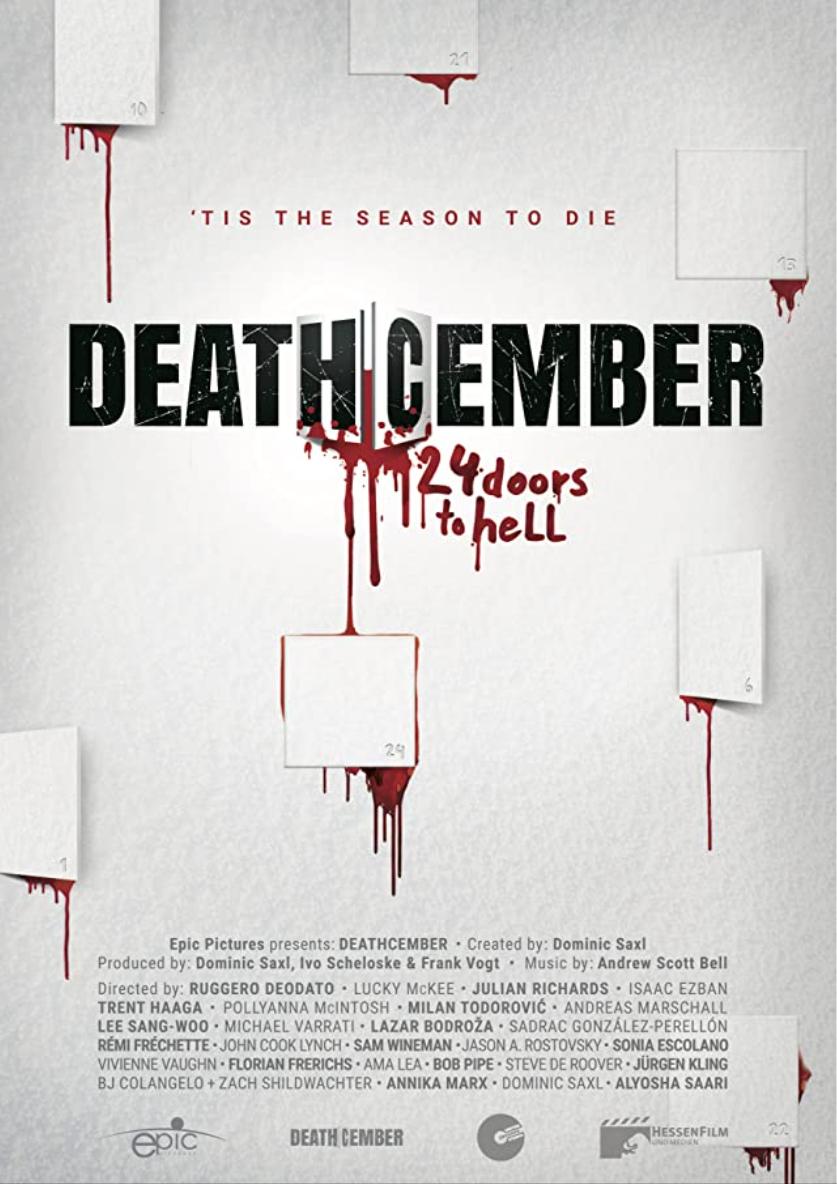 21
10
'TIS THE SEASON TO DIE
13
DEATHCEMBER
24 doors
to hell
6
24
1
Epic Pictures presents: DEATHCEMBER • Created by: Dominic Saxl
Produced by: Dominic Saxl, Ivo Scheloske & Frank Vogt • Music by: Andrew Scott Bell
Directed by: RUGGERO DEODATO • LUCKY McKEE • JULIAN RICHARDS • ISAAC EZBAN
TRENT HAAGA • POLLYANNA McINTOSH • MILAN TODOROVIĆ • ANDREAS MARSCHALL
LEE SANG-WOO • MICHAEL VARRATI • LAZAR BODROŽA • SADRAC GONZÁLEZ-PERELLÓN
RÉMI FRÉCHETTE • JOHN COOK LYNCH • SAM WINEMAN • JASON A. ROSTOVSKY • SONIA ESCOLANO
VIVIENNE VAUGHN • FLORIAN FRERICHS • AMA LEA • BOB PIPE • STEVE DE ROOVER • JÜRGEN KLING
BJ COLANGELO + ZACH SHILDWACHTER • ANNIKA MARX • DOMINIC SAXL • ALYOSHA SAARI
epic
PICTURES
DEATHCEMBER
HESSENFILM
UND MEDIEN
22